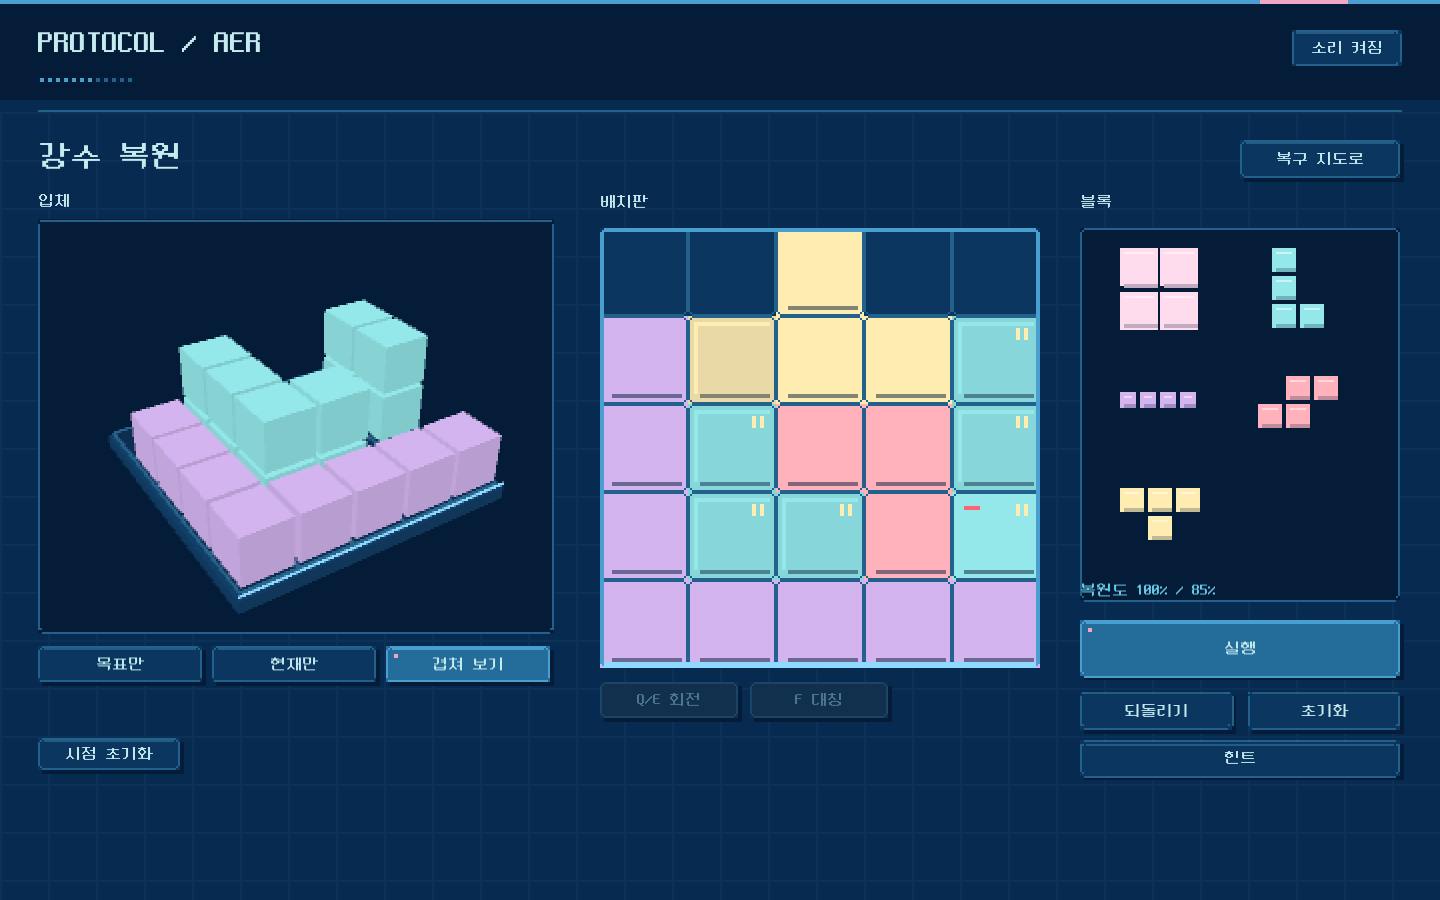 PROTOCOL / AER
소리 켜짐
강수 복원
복구 지도로
입체
배치판
블록
복원도 100% / 85%
목표만
현재만
겹쳐 보기
실행
Q/E 회전
F 대칭
되돌리기
초기화
시점 초기화
힌트